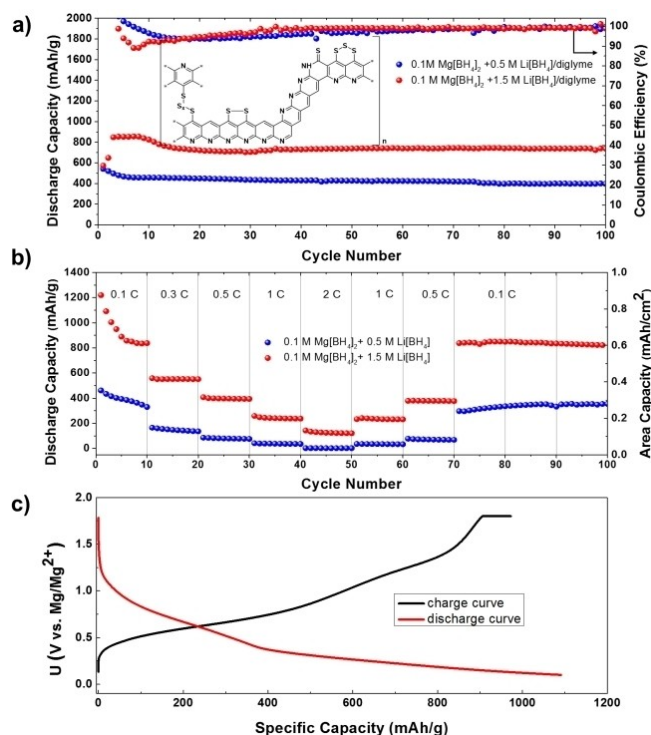 a)
2000
1800
1600
1400
1200
1000
800
600
400
200
0
Discharge Capacity (mAh/g)
0 10 20 30 40 50 60 70 80 90 100
Cycle Number
100
90
80
70
60
50
40
30
20
10
0
Coulombic Efficiency (%)
0.1M Mg[BH4]2 +0.5 M Li[BH4]/diglyme
0.1 M Mg[BH4]2 +1.5 M Li[BH4]/diglyme
N
S
Sx
S
S S
HN
S
S S S
N N N N N N N
n
b)
1400
1200
1000
800
600
400
200
0
Discharge Capacity (mAh/g)
0.1 C 0.3 C 0.5 C 1 C 2 C 1 C 0.5 C 0.1 C
0.1 M Mg[BH4]2+ 0.5 M Li[BH4]
0.1 M Mg[BH4]2+ 1.5 M Li[BH4]
1.0
0.8
0.6
0.4
0.2
0.0
Area Capacity (mAh/cm2)
0 10 20 30 40 50 60 70 80 90 100
Cycle Number
c)
2.0
1.5
1.0
0.5
0.0
U (V vs. Mg/Mg2+)
charge curve
discharge curve
0 200 400 600 800 1000 1200
Specific Capacity (mAh/g)